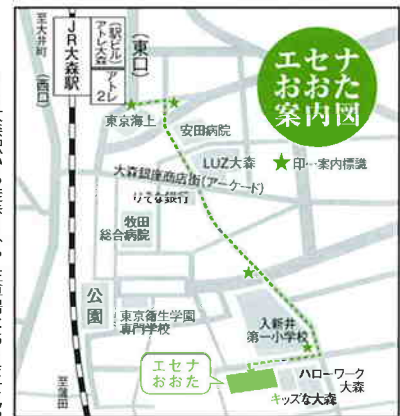 エセナ
おおた
案内図
至大井町
(西口)
JR大森駅
(駅ビル)
アトレ大森
アトレ
2
(東口)
東京海上
安田病院
LUZ大森
★印…案内標識
大森銀座商店街(アーケード)
りそな銀行
牧田
総合病院
公園
東京衛生学園
専門学校
入新井
第一小学校
エセナ
おおた
ハローワーク
大森
キッズな大森
至蒲田